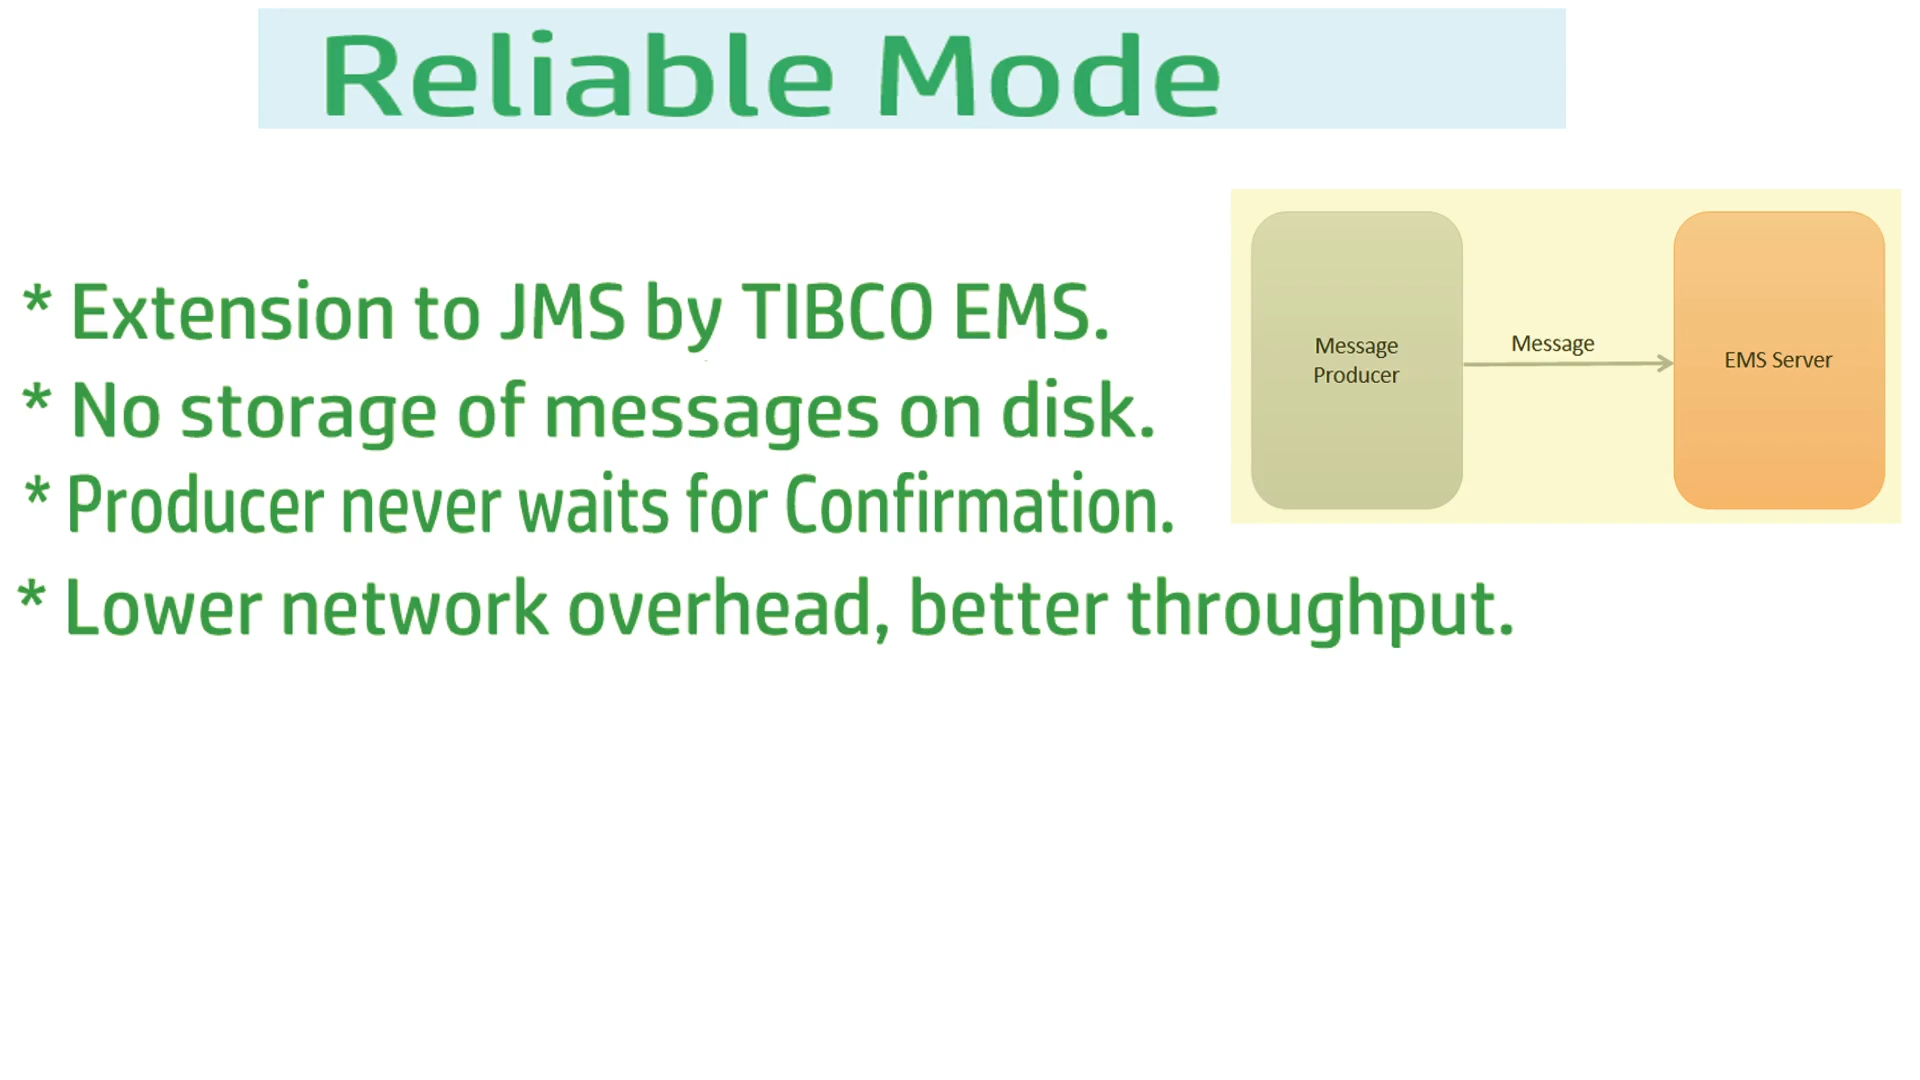 Reliable Mode
* Extension to JMS by TIBCO EMS.
* No storage of messages on disk.
* Producer never waits for Confirmation.
* Lower network overhead, better throughput.
Message
Producer
Message
EMS Server